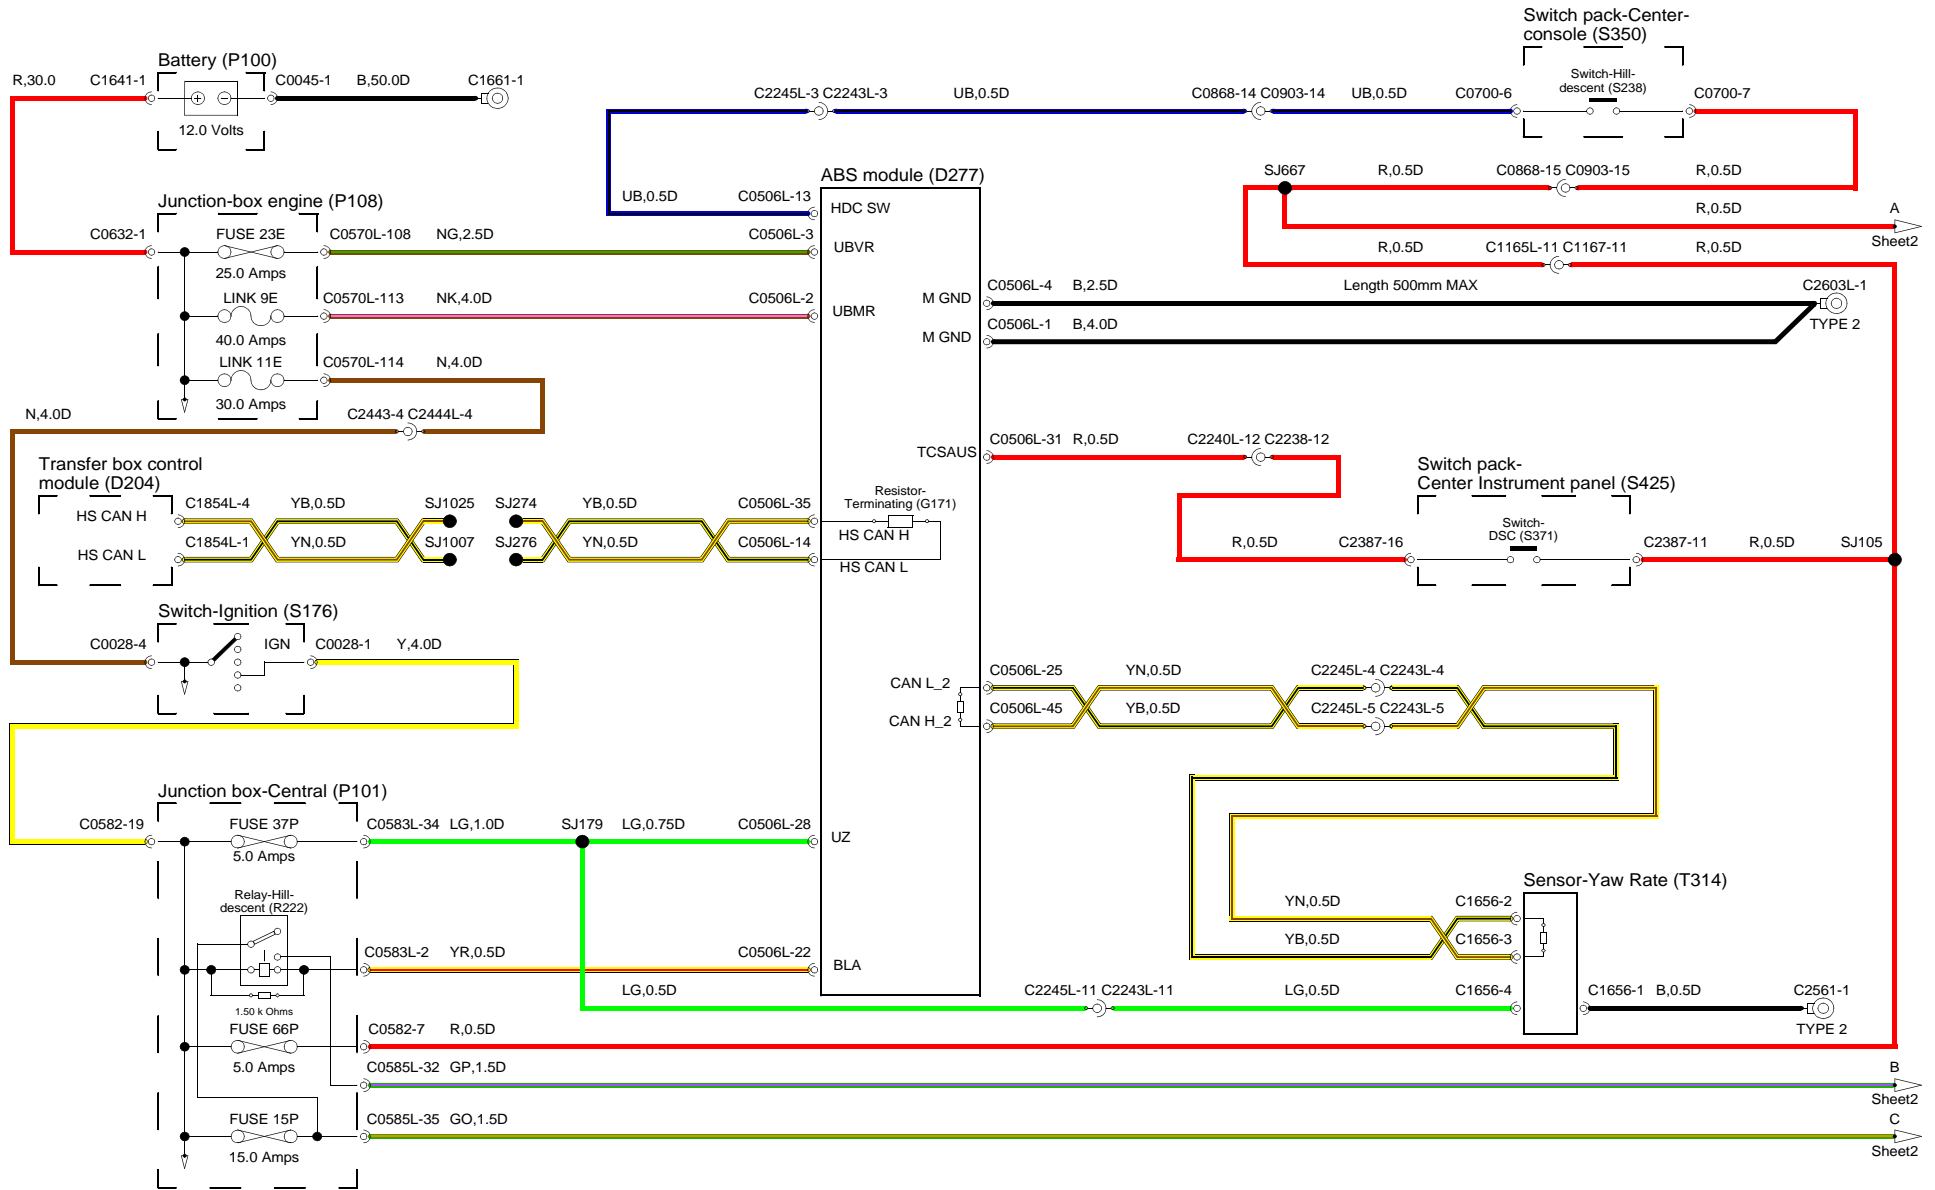 Switch pack-Center-
console (S350)
Battery (P100)
R,30.0
C1641-1
C0045-1
B,50.0D
C1661-1
12.0 Volts
C2245L-3 C2243L-3
UB,0.5D
C0868-14 C0903-14
UB,0.5D
C0700-6
Switch-Hill-
descent (S238)
C0700-7
SJ667
R,0.5D
C0868-15 C0903-15
R,0.5D
R,0.5D
A
Sheet2
R,0.5D
C1165L-11 C1167-11
R,0.5D
ABS module (D277)
UB,0.5D
C0506L-13
HDC SW
Junction-box engine (P108)
C0632-1
FUSE 23E
25.0 Amps
C0570L-108
NG,2.5D
C0506L-3
UBVR
LINK 9E
40.0 Amps
C0570L-113
NK,4.0D
C0506L-2
UBMR
LINK 11E
30.0 Amps
C0570L-114
N,4.0D
M GND
C0506L-4
B,2.5D
Length 500mm MAX
C2603L-1
TYPE 2
M GND
C0506L-1
B,4.0D
N,4.0D
C2443-4 C2444L-4
TCSAUS
C0506L-31
R,0.5D
C2240L-12 C2238-12
Transfer box control
module (D204)
HS CAN H
HS CAN L
C1854L-4
YB,0.5D
SJ1025
SJ274
YB,0.5D
C0506L-35
C1854L-1
YN,0.5D
SJ1007
SJ276
YN,0.5D
C0506L-14
Resistor-
Terminating (G171)
HS CAN H
HS CAN L
Switch pack-
Center Instrument panel (S425)
Switch-
DSC (S371)
R,0.5D
C2387-16
C2387-11
R,0.5D
SJ105
Switch-Ignition (S176)
C0028-4
IGN
C0028-1
Y,4.0D
CAN L_2
C0506L-25
YN,0.5D
C2245L-4 C2243L-4
CAN H_2
C0506L-45
YB,0.5D
C2245L-5 C2243L-5
Junction box-Central (P101)
C0582-19
FUSE 37P
5.0 Amps
C0583L-34
LG,1.0D
SJ179
LG,0.75D
C0506L-28
UZ
Relay-Hill-
descent (R222)
1.50 k Ohms
C0583L-2
YR,0.5D
C0506L-22
BLA
Sensor-Yaw Rate (T314)
YN,0.5D
C1656-2
YB,0.5D
C1656-3
LG,0.5D
C2245L-11 C2243L-11
LG,0.5D
C1656-4
C1656-1
B,0.5D
C2561-1
TYPE 2
FUSE 66P
5.0 Amps
C0582-7
R,0.5D
C0585L-32
GP,1.5D
B
Sheet2
FUSE 15P
15.0 Amps
C0585L-35
GO,1.5D
C
Sheet2